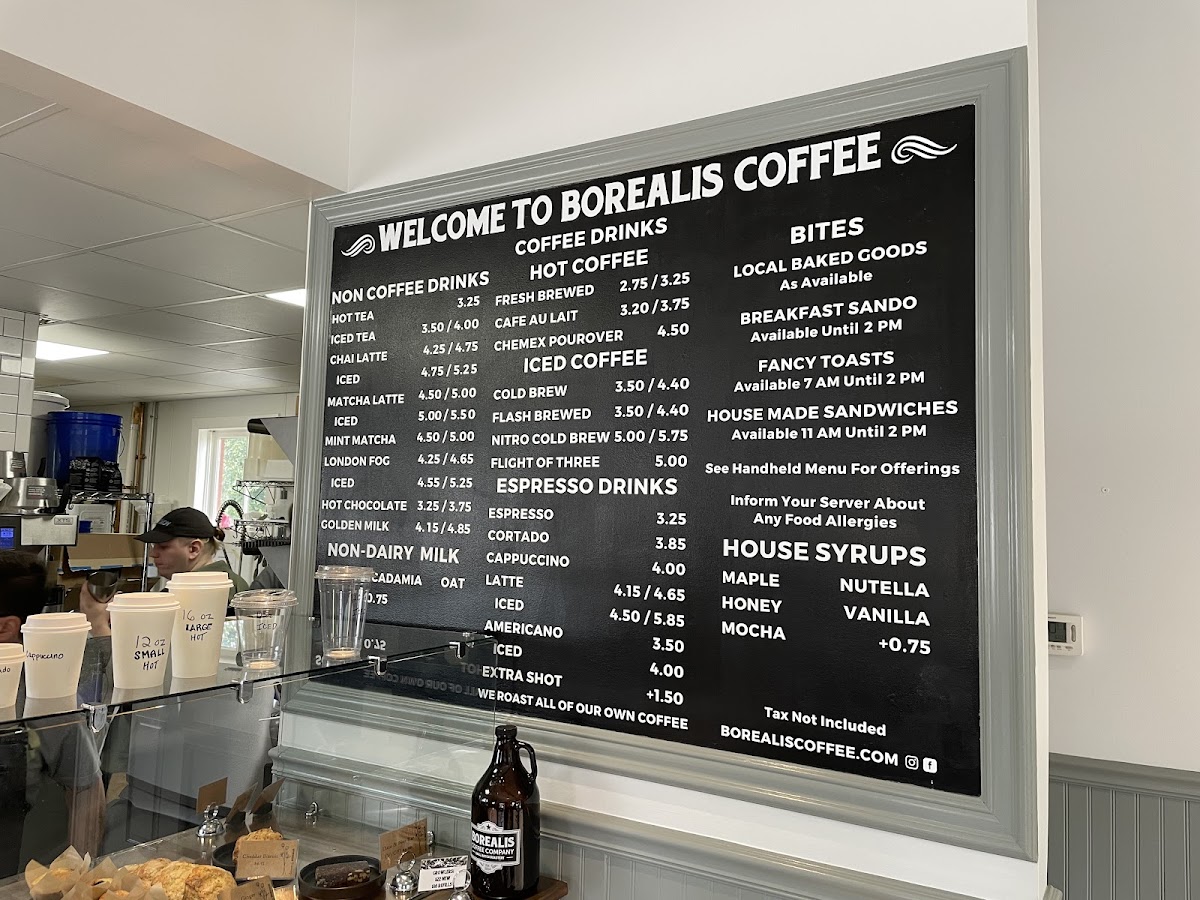 WELCOME TO BOREALIS COFFEE
NON COFFEE DRINKS
HOT TEA 3.25
ICED TEA 3.50 / 4.00
CHAI LATTE 4.25 / 4.75
ICED 4.75 / 5.25
MATCHA LATTE 4.50 / 5.00
ICED 5.00 / 5.50
MINT MATCHA 4.50 / 5.00
LONDON FOG 4.25 / 4.65
ICED 4.55 / 5.25
HOT CHOCOLATE 3.25 / 3.75
GOLDEN MILK 4.15 / 4.85
NON-DAIRY MILK
CADAMIA OAT
0.75
COFFEE DRINKS
HOT COFFEE
FRESH BREWED 2.75 / 3.25
CAFE AU LAIT 3.20 / 3.75
CHEMEX POUROVER 4.50
ICED COFFEE
COLD BREW 3.50 / 4.40
FLASH BREWED 3.50 / 4.40
NITRO COLD BREW 5.00 / 5.75
FLIGHT OF THREE 5.00
ESPRESSO DRINKS
ESPRESSO 3.25
CORTADO 3.85
CAPPUCCINO 4.00
LATTE 4.15 / 4.65
ICED 4.50 / 5.85
AMERICANO 3.50
ICED 4.00
EXTRA SHOT +1.50
WE ROAST ALL OF OUR OWN COFFEE
BITES
LOCAL BAKED GOODS
As Available
BREAKFAST SANDO
Available Until 2 PM
FANCY TOASTS
Available 7 AM Until 2 PM
HOUSE MADE SANDWICHES
Available 11 AM Until 2 PM
See Handheld Menu For Offerings
Inform Your Server About
Any Food Allergies
HOUSE SYRUPS
MAPLE NUTELLA
HONEY VANILLA
MOCHA +0.75
Tax Not Included
BOREALISCOFFEE.COM
12 oz
SMALL
HOT
16 oz
LARGE
HOT
ICED
BOREALIS
COFFEE COMPANY
GROWLERS